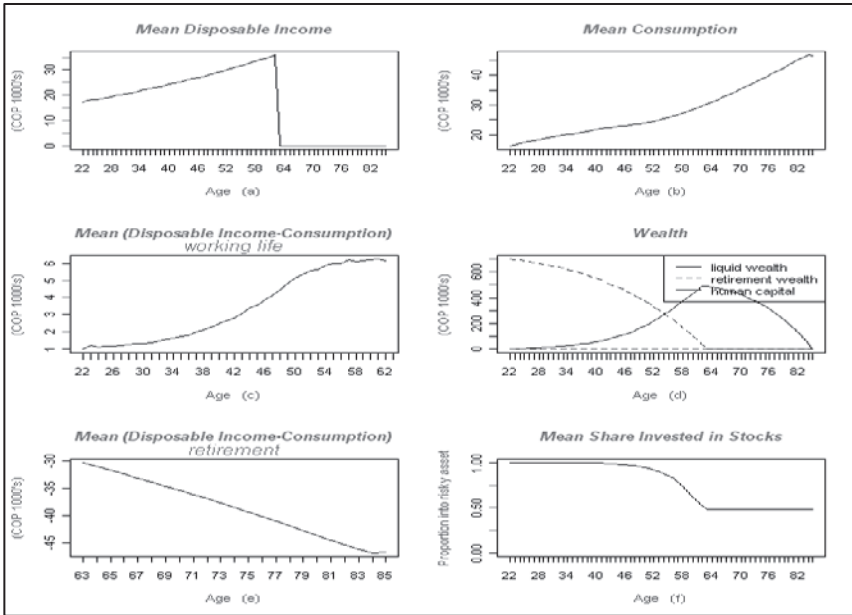 Mean Disposable Income
(COP 1000's)
30
20
10
0
22 28 34 40 46 52 58 64 70 76 82
Age (a)
Mean Consumption
(COP 1000's)
40
30
20
22 28 34 40 46 52 58 64 70 76 82
Age (b)
Mean (Disposable Income-Consumption)
working life
(COP 1000's)
6
5
4
3
2
1
22 26 30 34 38 42 46 50 54 58 62
Age (c)
Wealth
(COP 1000's)
600
400
200
0
liquid wealth
retirement wealth
human capital
22 28 34 40 46 52 58 64 70 76 82
Age (d)
Mean (Disposable Income-Consumption)
retirement
(COP 1000's)
-30
-35
-40
-45
63 65 67 69 71 73 75 77 79 81 83 85
Age (e)
Mean Share Invested in Stocks
Proportion into risky asset
1.00
0.50
0.00
22 28 34 40 46 52 58 64 70 76 82
Age (f)